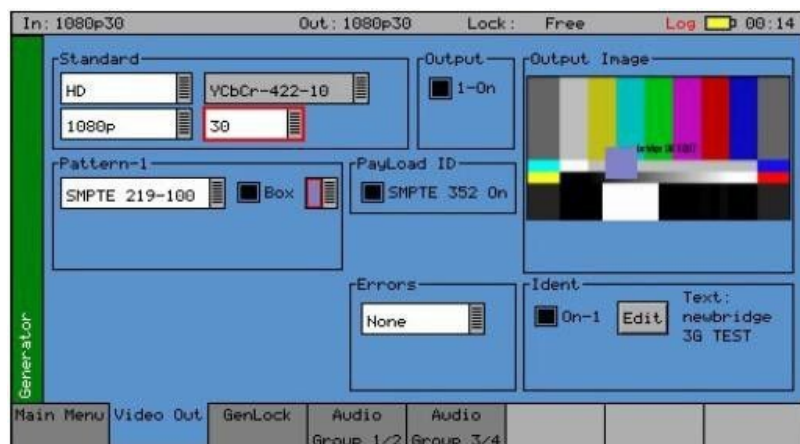 In: 1080p30 Out: 1080p30 Lock: Free Log 00:14
Standard
HD YCbCr-422-10
1080p 30
Output
1-On
Output Image
Pattern-1
SMPTE 219-100 Box
PayLoad ID
SMPTE 352 On
Errors
None
Ident
On-1 Edit
Text:
newbridge
3G TEST
Generator
Main Menu Video Out GenLock Audio Group 1/2 Audio Group 3/4